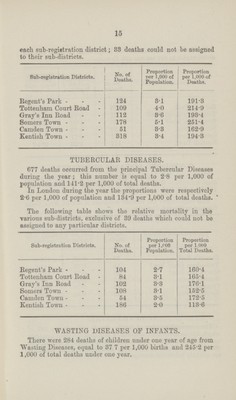 15
each sub-registration district; 39 deaths could not be assigned
to their sub-districts.
Sub-registration Districts. No. of Deaths. Proportion per 1,000 of Population. Proportion per 1,000 of Deaths.
Regent's Park - - - 124 3·1 191·3
Tottenham Court Road - 109 4·0 214·9
Gray's Inn Road - - 112 3·6 193·4
Somers Town - - - 178 5·1 251·4
Camden Town - - - 51 3·3 162·9
Kentish Town - - - 318 3·4 194·3
TUBERCULAR DISEASES.
677 deaths occurred from the principal Tubercular Diseases
during the year; this number is equal to 2·8 per 1,000 of
population and 141·2 per 1,000 of total deaths.
In London during the year the proportions were respectively
2·6 per 1,000 of population and 134·9 per 1,000 of total deaths.
The following table shows the relative mortality in the
various sub-districts, exclusive of 39 deaths which could not be
assigned to any particular districts.
Sub-registration Districts. No. of Deaths. Proportion per 1,000 Population. Proportion per 1,000 Total Deaths.
Regent's Park - - - 104 2·7 160·4
Tottenham Court Road - 84 3·1 165·4
Gray's Inn Road - - 102 3·3 176·1
Somers Town - - - 108 3·1 152·5
Camden Town - - - 54 3·5 172·5
Kentish Town - - - 186 2·0 113·6
WASTING DISEASES OF INFANTS.
There were 284 deaths of children under one year of age from
Wasting Diseases, equal to 37·7 per 1,000 births and 245·2 per
1,000 of total deaths under one year.